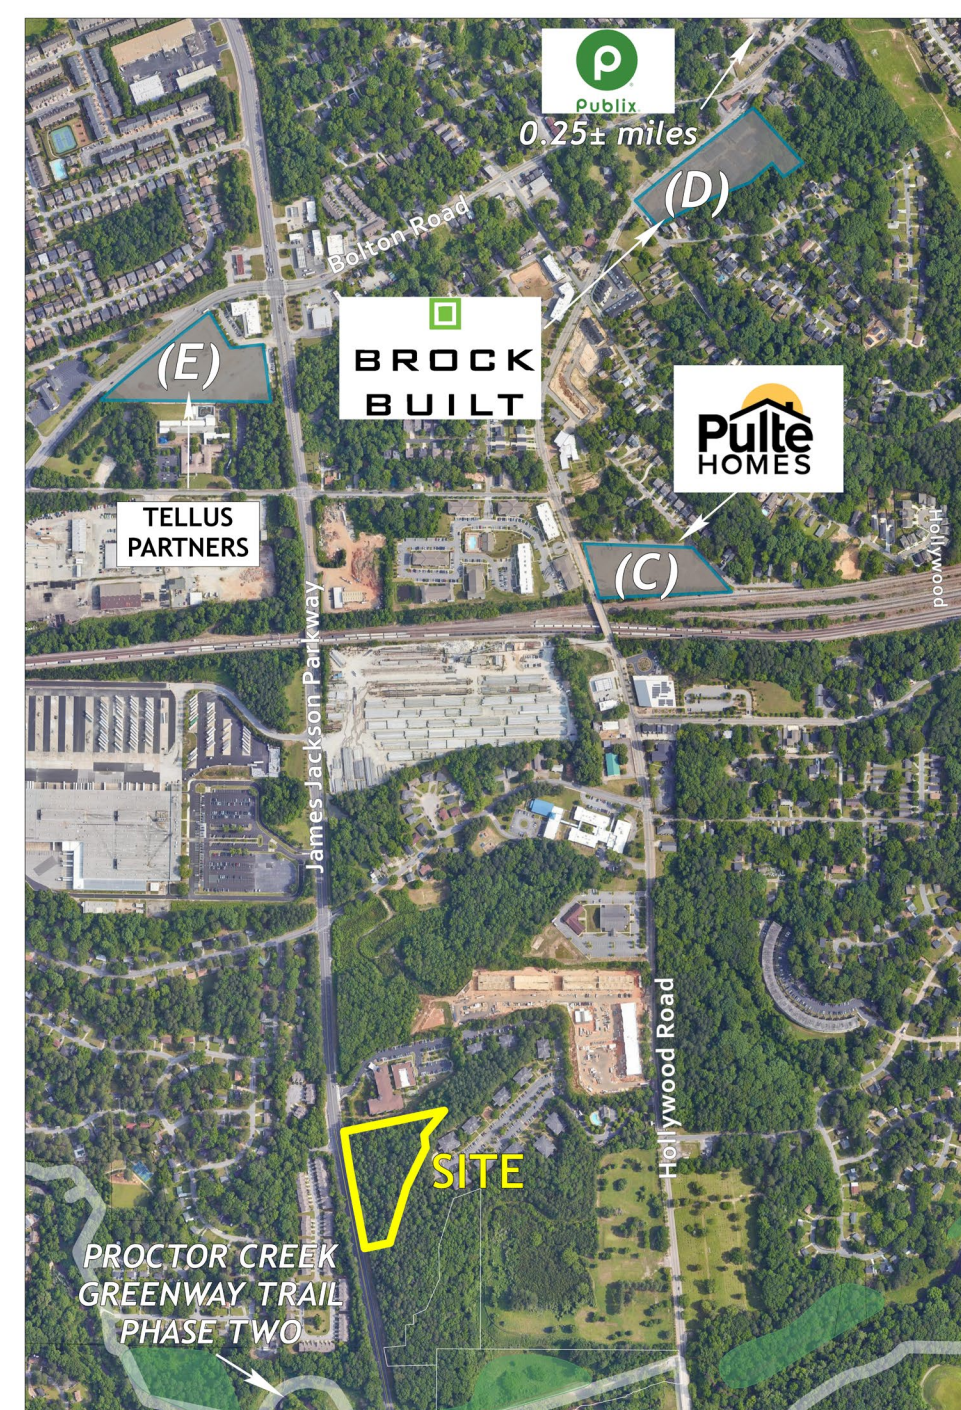 P
Publix
0.25± miles
(D)
Bolton Road
BROCK
BUILT
(E)
Pulte
HOMES
TELLUS
PARTNERS
(C)
Hollywood
James Jackson Parkway
Hollywood Road
SITE
PROCTOR CREEK
GREENWAY TRAIL
PHASE TWO